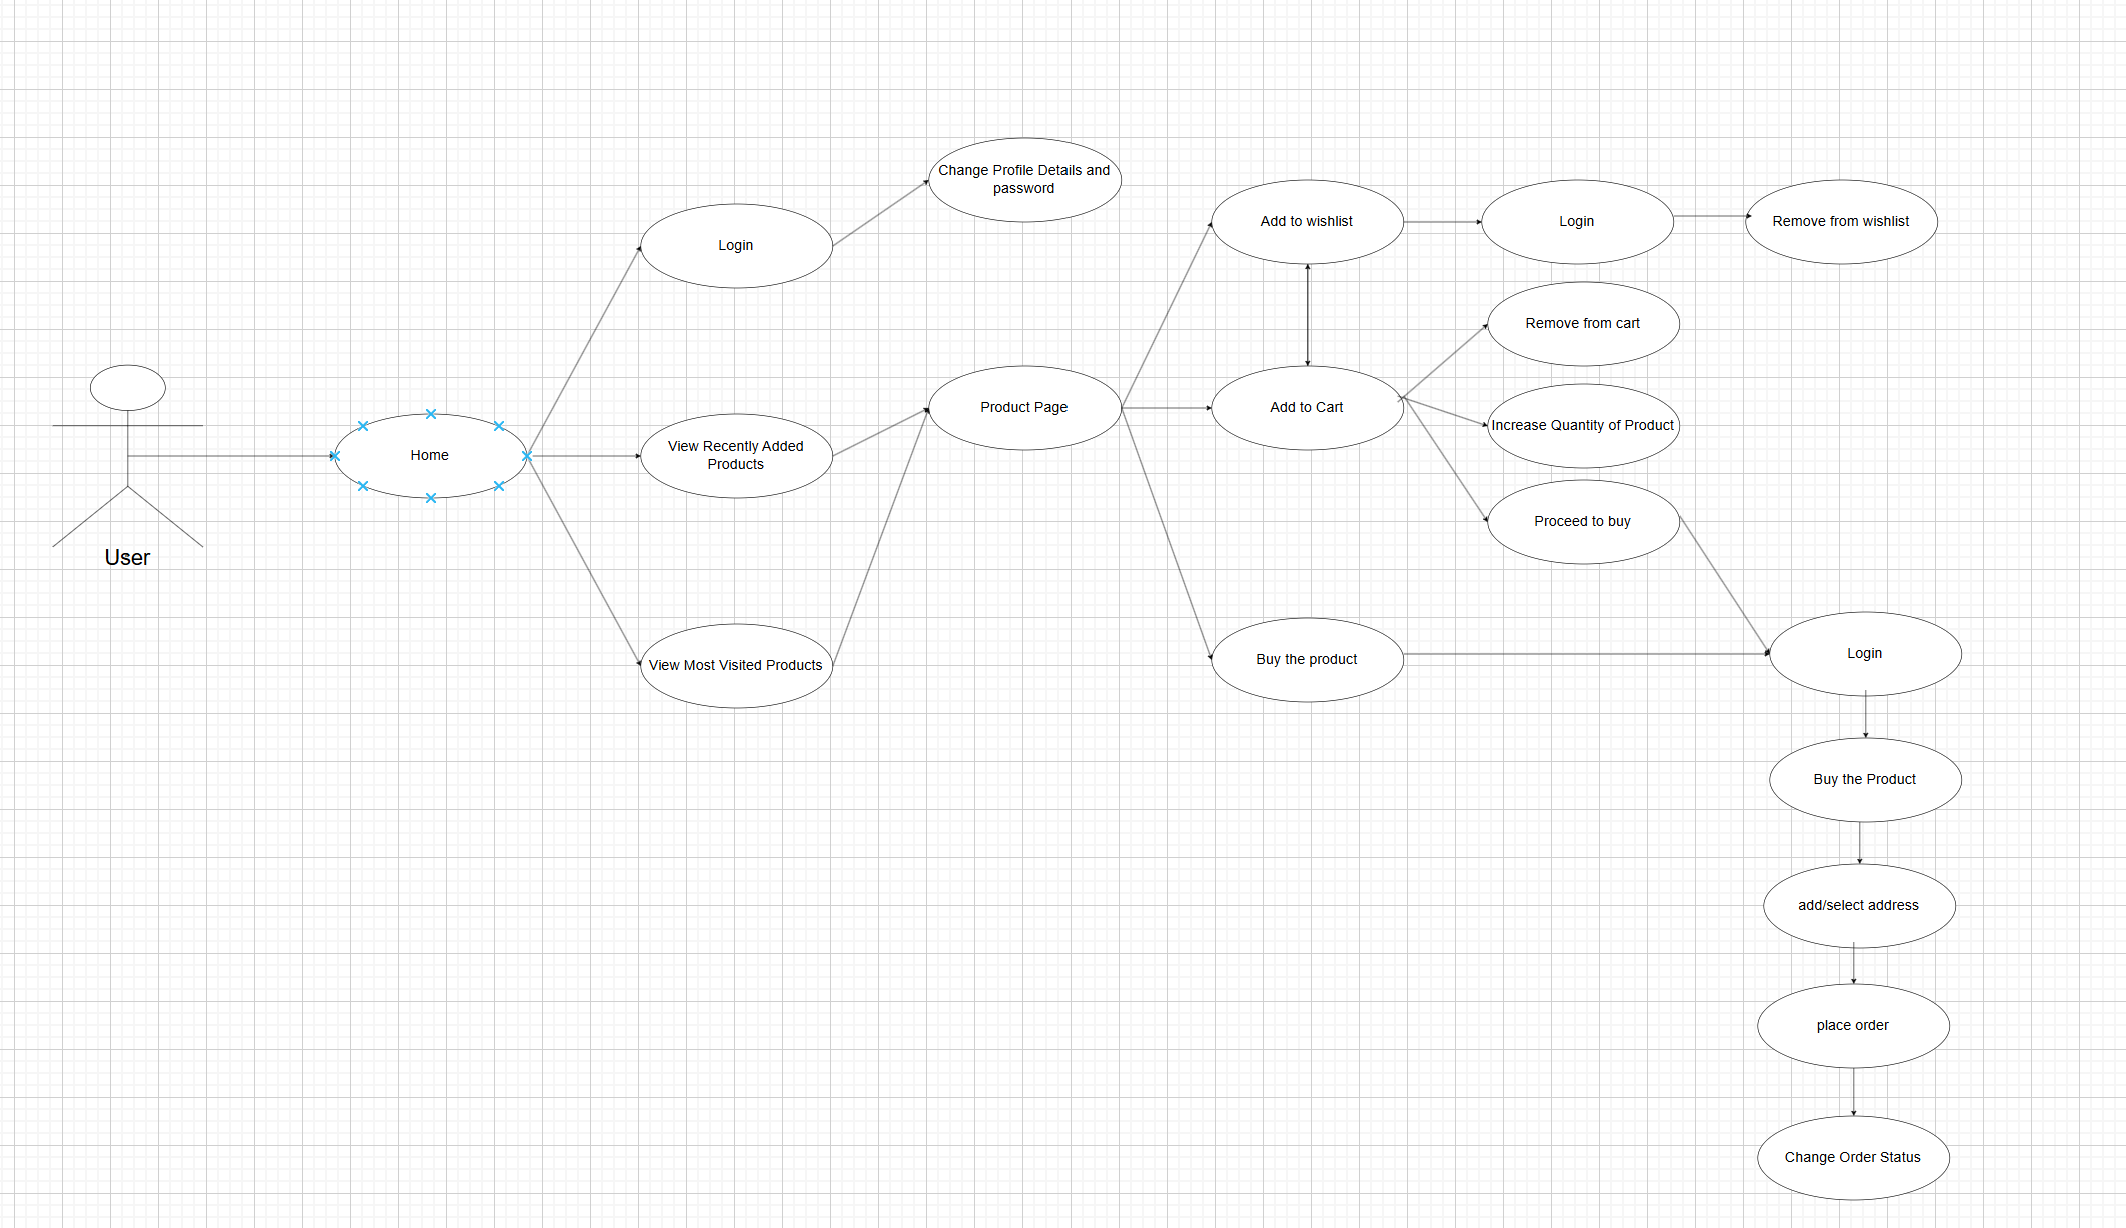 Change Profile Details and
password
Add to wishlist
Login
Remove from wishlist
Login
Remove from cart
Product Page
Add to Cart
Increase Quantity of Product
Home
View Recently Added
Products
Proceed to buy
User
View Most Visited Products
Buy the product
Login
Buy the Product
add/select address
place order
Change Order Status